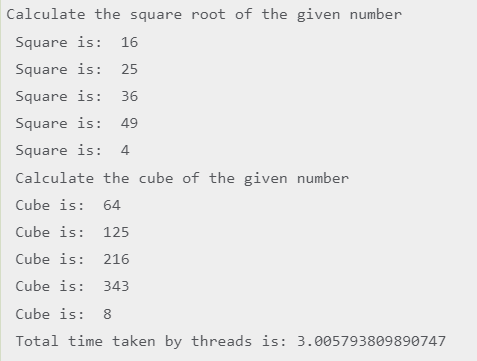 Calculate the square root of the given number
Square is:  16
Square is:  25
Square is:  36
Square is:  49
Square is:  4
Calculate the cube of the given number
Cube is:  64
Cube is:  125
Cube is:  216
Cube is:  343
Cube is:  8
Total time taken by threads is: 3.005793809890747